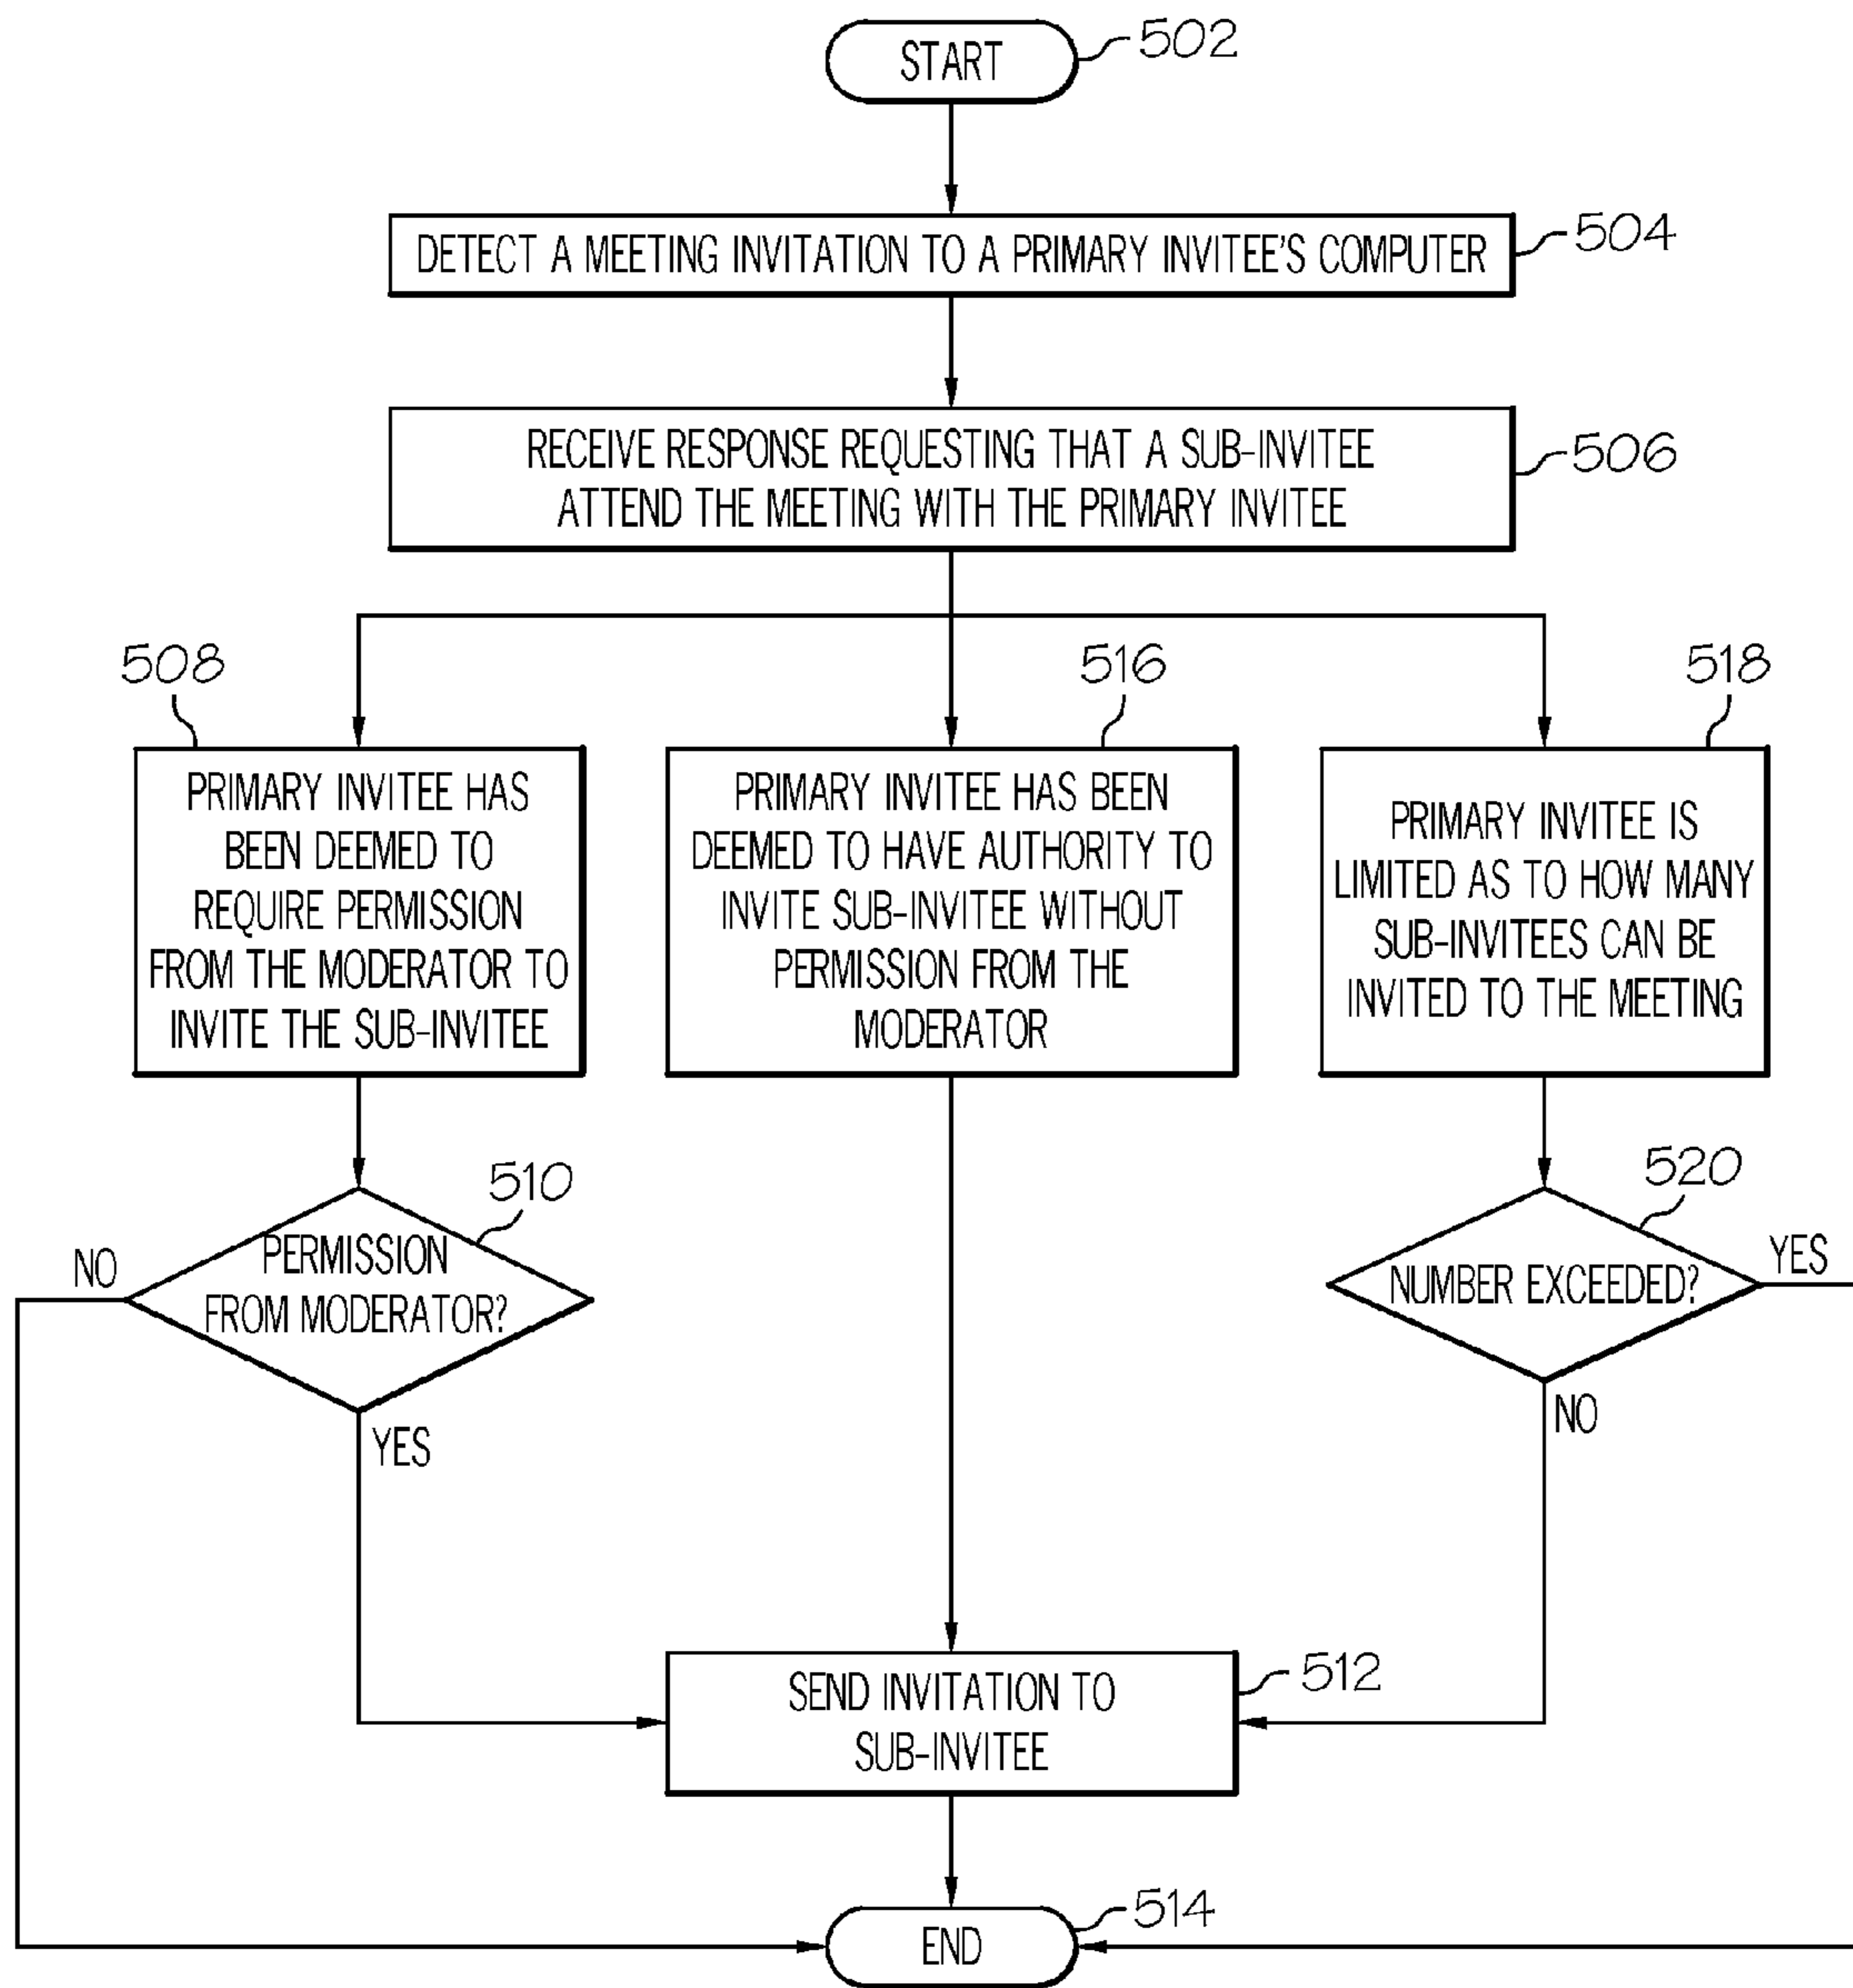 START
502
DETECT A MEETING INVITATION TO A PRIMARY INVITEE'S COMPUTER
504
RECEIVE RESPONSE REQUESTING THAT A SUB-INVITEE
ATTEND THE MEETING WITH THE PRIMARY INVITEE
506
508
PRIMARY INVITEE HAS
BEEN DEEMED TO
REQUIRE PERMISSION
FROM THE MODERATOR TO
INVITE THE SUB-INVITEE
516
PRIMARY INVITEE HAS BEEN
DEEMED TO HAVE AUTHORITY TO
INVITE SUB-INVITEE WITHOUT
PERMISSION FROM THE
MODERATOR
518
PRIMARY INVITEE IS
LIMITED AS TO HOW MANY
SUB-INVITEES CAN BE
INVITED TO THE MEETING
510
PERMISSION
FROM MODERATOR?
NO
YES
520
NUMBER EXCEEDED?
YES
NO
SEND INVITATION TO
SUB-INVITEE
512
END
514